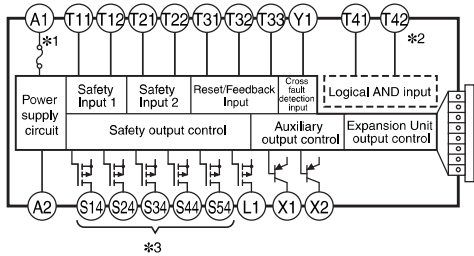 A1 T11 T12 T21 T22 T31 T32 T33 Y1 T41 T42
*1 *2
Power supply circuit
Safety Input 1
Safety Input 2
Reset/Feedback Input
Cross fault detection input
Logical AND input
Safety output control
Auxiliary output control
Expansion Unit output control
A2 S14 S24 S34 S44 S54 L1 X1 X2
*3